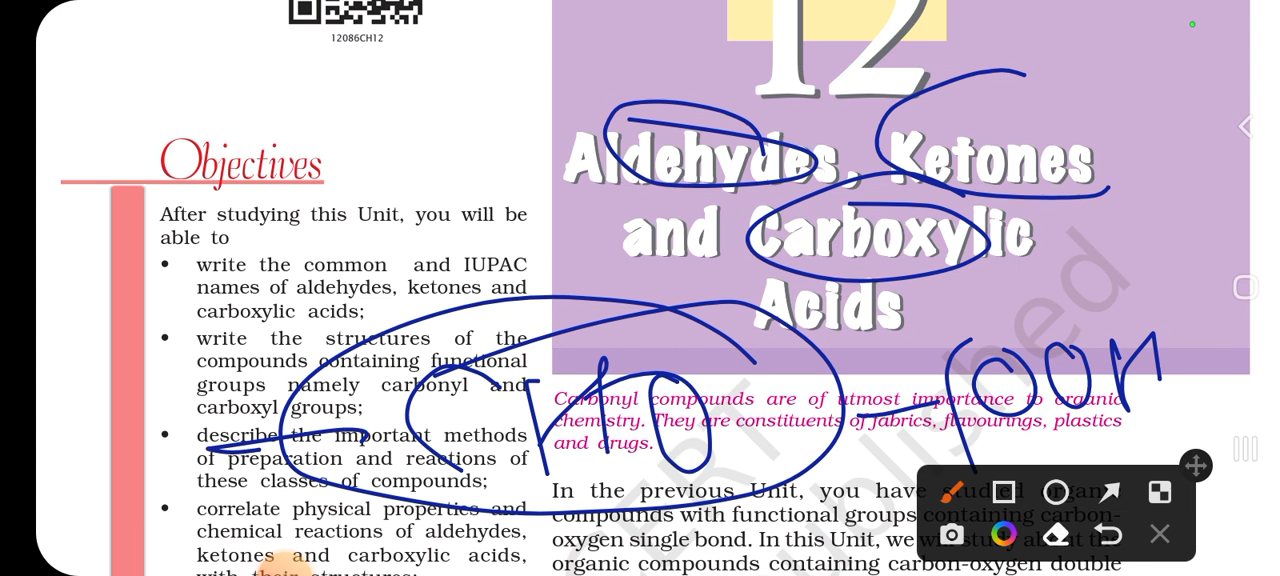 12086CH12
12
Aldehydes, Ketones
and Carboxylic
Acids
Objectives
After studying this Unit, you will be
able to
• write the common and IUPAC
names of aldehydes, ketones and
carboxylic acids;
• write the structures of the
compounds containing functional
groups namely carbonyl and
carboxyl groups;
• describe the important methods
of preparation and reactions of
these classes of compounds;
• correlate physical properties and
chemical reactions of aldehydes,
ketones and carboxylic acids,
with their structures;
-CHO
-COOH
Carbonyl compounds are of utmost importance to organic
chemistry. They are constituents of fabrics, flavourings, plastics
and drugs.
In the previous Unit, you have studied organic
compounds with functional groups containing carbon-
oxygen single bond. In this Unit, we will study about the
organic compounds containing carbon-oxygen double